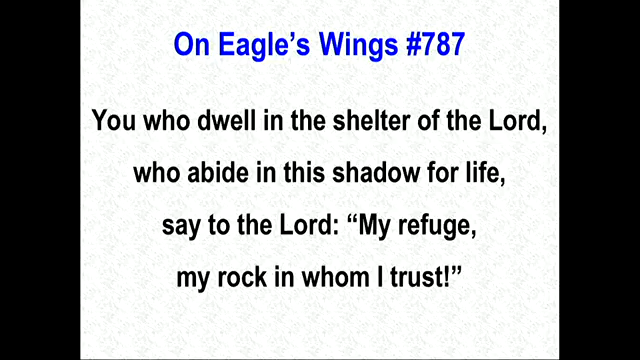 On Eagle’s Wings #787
You who dwell in the shelter of the Lord,
who abide in this shadow for life,
say to the Lord: “My refuge,
my rock in whom I trust!”